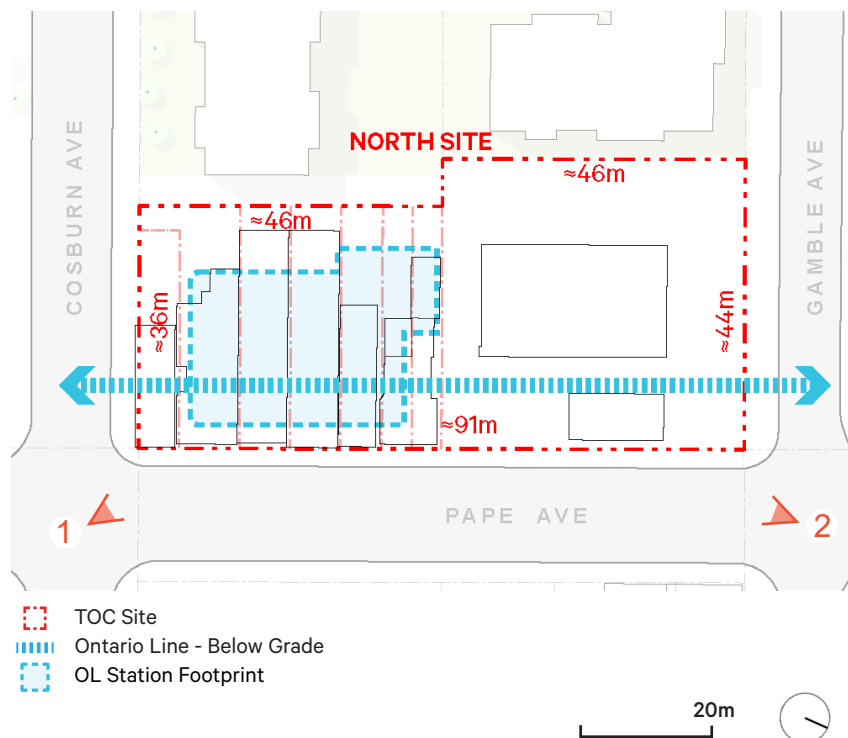 NORTH SITE
≈46m
≈46m
COSBURN AVE
GAMBLE AVE
≈36m
≈44m
≈91m
PAPE AVE
1
2
TOC Site
Ontario Line - Below Grade
OL Station Footprint
20m